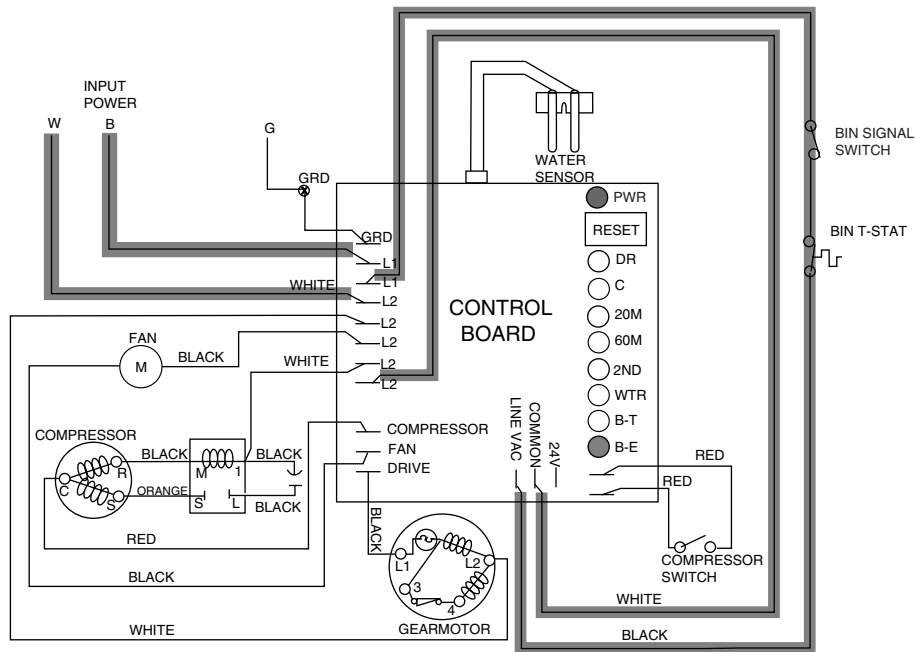 INPUT
POWER
W
B
G
GRD
WATER
SENSOR
BIN SIGNAL
SWITCH
BIN T-STAT
PWR
RESET
DR
C
20M
60M
2ND
WTR
B-T
B-E
GRD
L1
L1
WHITE
L2
L2
L2
L2
L2
CONTROL
BOARD
FAN
M
BLACK
WHITE
COMPRESSOR
FAN
DRIVE
LINE VAC
COMMON
24V
COMPRESSOR
R
C
S
BLACK
M
1
BLACK
ORANGE
S
L
BLACK
RED
RED
RED
BLACK
BLACK
L1
L2
3
4
GEARMOTOR
COMPRESSOR
SWITCH
WHITE
WHITE
BLACK